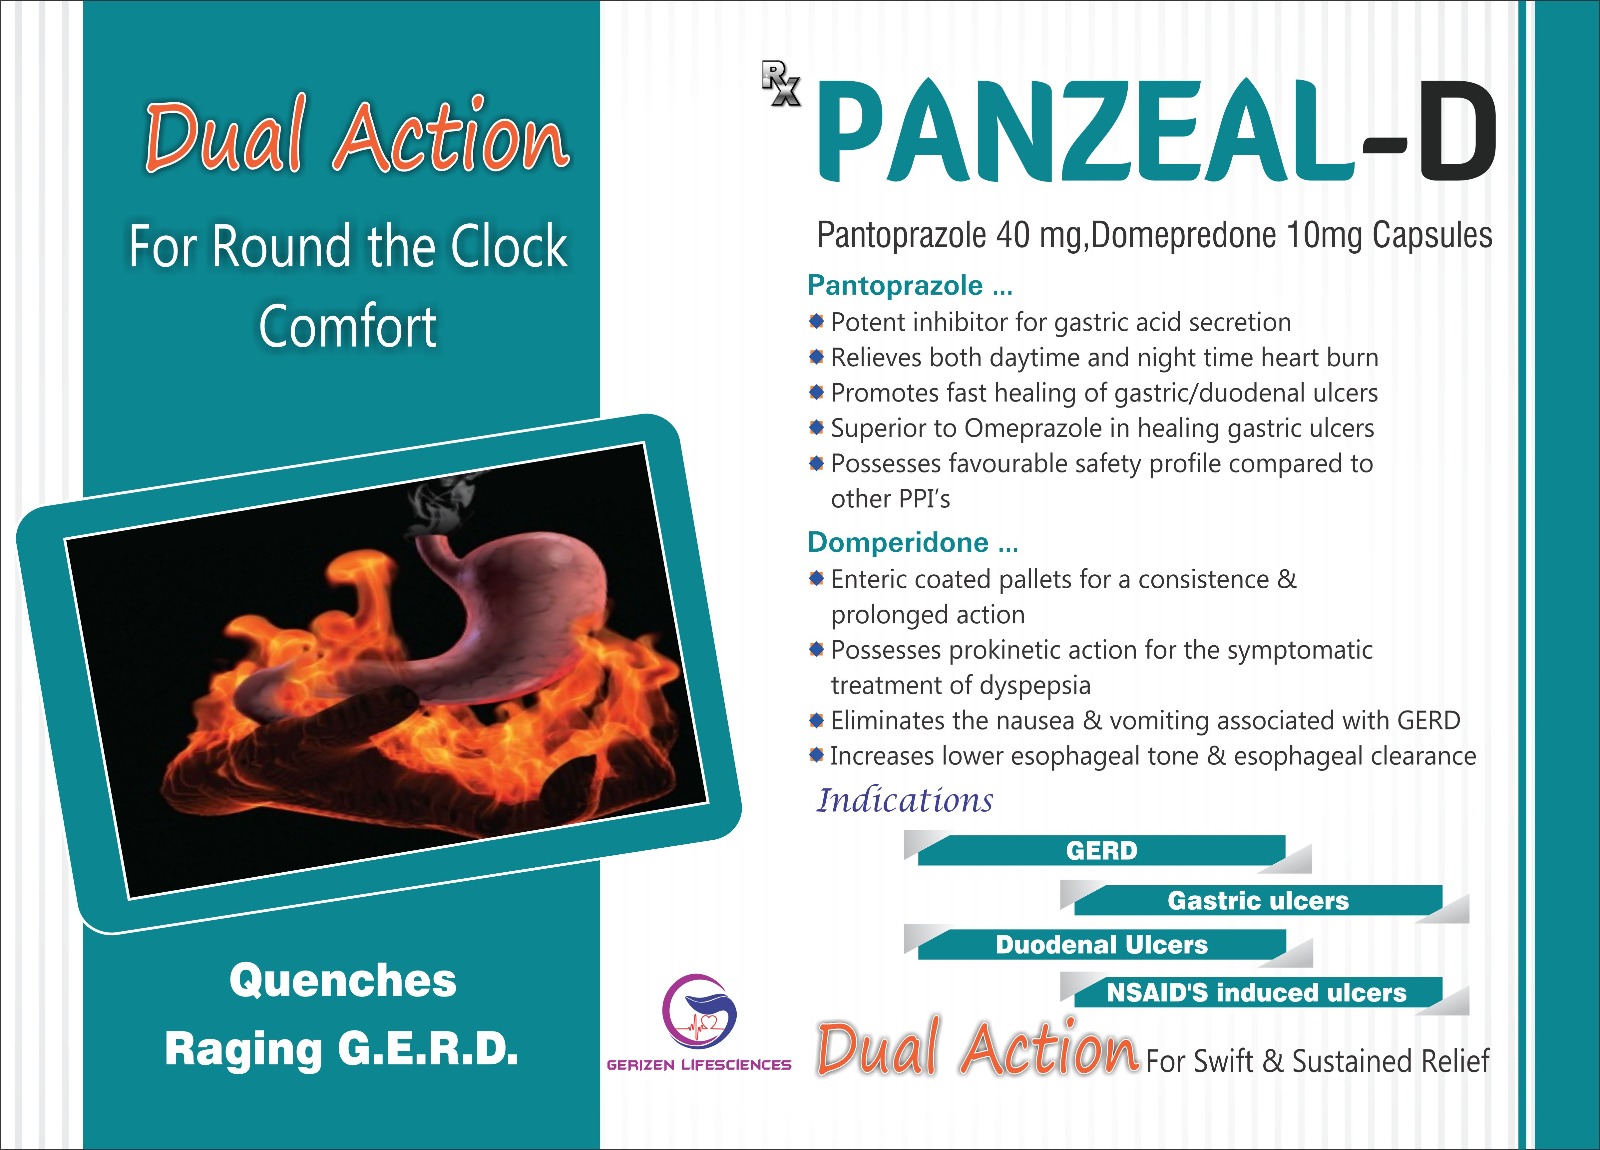 Dual Action
For Round the Clock
Comfort
Quenches
Raging G.E.R.D.
GERIZEN LIFESCIENCES
RX PANZEAL-D
Pantoprazole 40 mg,Domepredone 10mg Capsules
Pantoprazole ...
Potent inhibitor for gastric acid secretion
Relieves both daytime and night time heart burn
Promotes fast healing of gastric/duodenal ulcers
Superior to Omeprazole in healing gastric ulcers
Possesses favourable safety profile compared to
other PPI's
Domperidone ...
Enteric coated pallets for a consistence &
prolonged action
Possesses prokinetic action for the symptomatic
treatment of dyspepsia
Eliminates the nausea & vomiting associated with GERD
Increases lower esophageal tone & esophageal clearance
Indications
GERD
Gastric ulcers
Duodenal Ulcers
NSAID'S induced ulcers
Dual Action For Swift & Sustained Relief